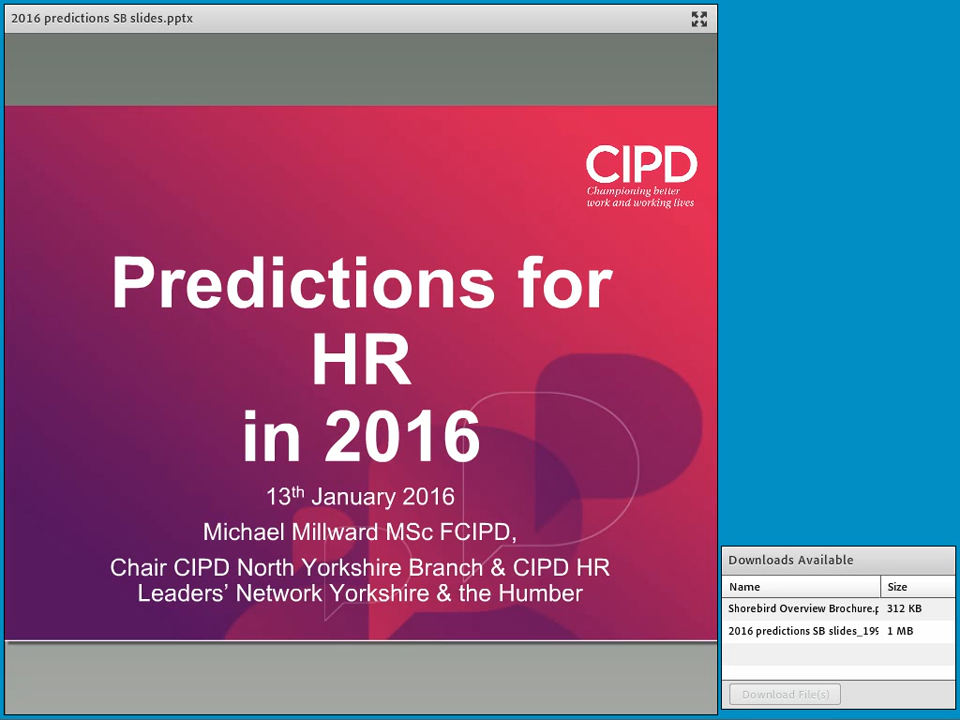 2016 predictions SB slides.pptx
CIPD
Championing better
work and working lives
Predictions for
HR
in 2016
13th January 2016
Michael Millward MSc FCIPD,
Chair CIPD North Yorkshire Branch & CIPD HR
Leaders’ Network Yorkshire & the Humber
Downloads Available
Name Size
Shorebird Overview Brochure.p 312 KB
2016 predictions SB slides_199 1 MB
Download File(s)